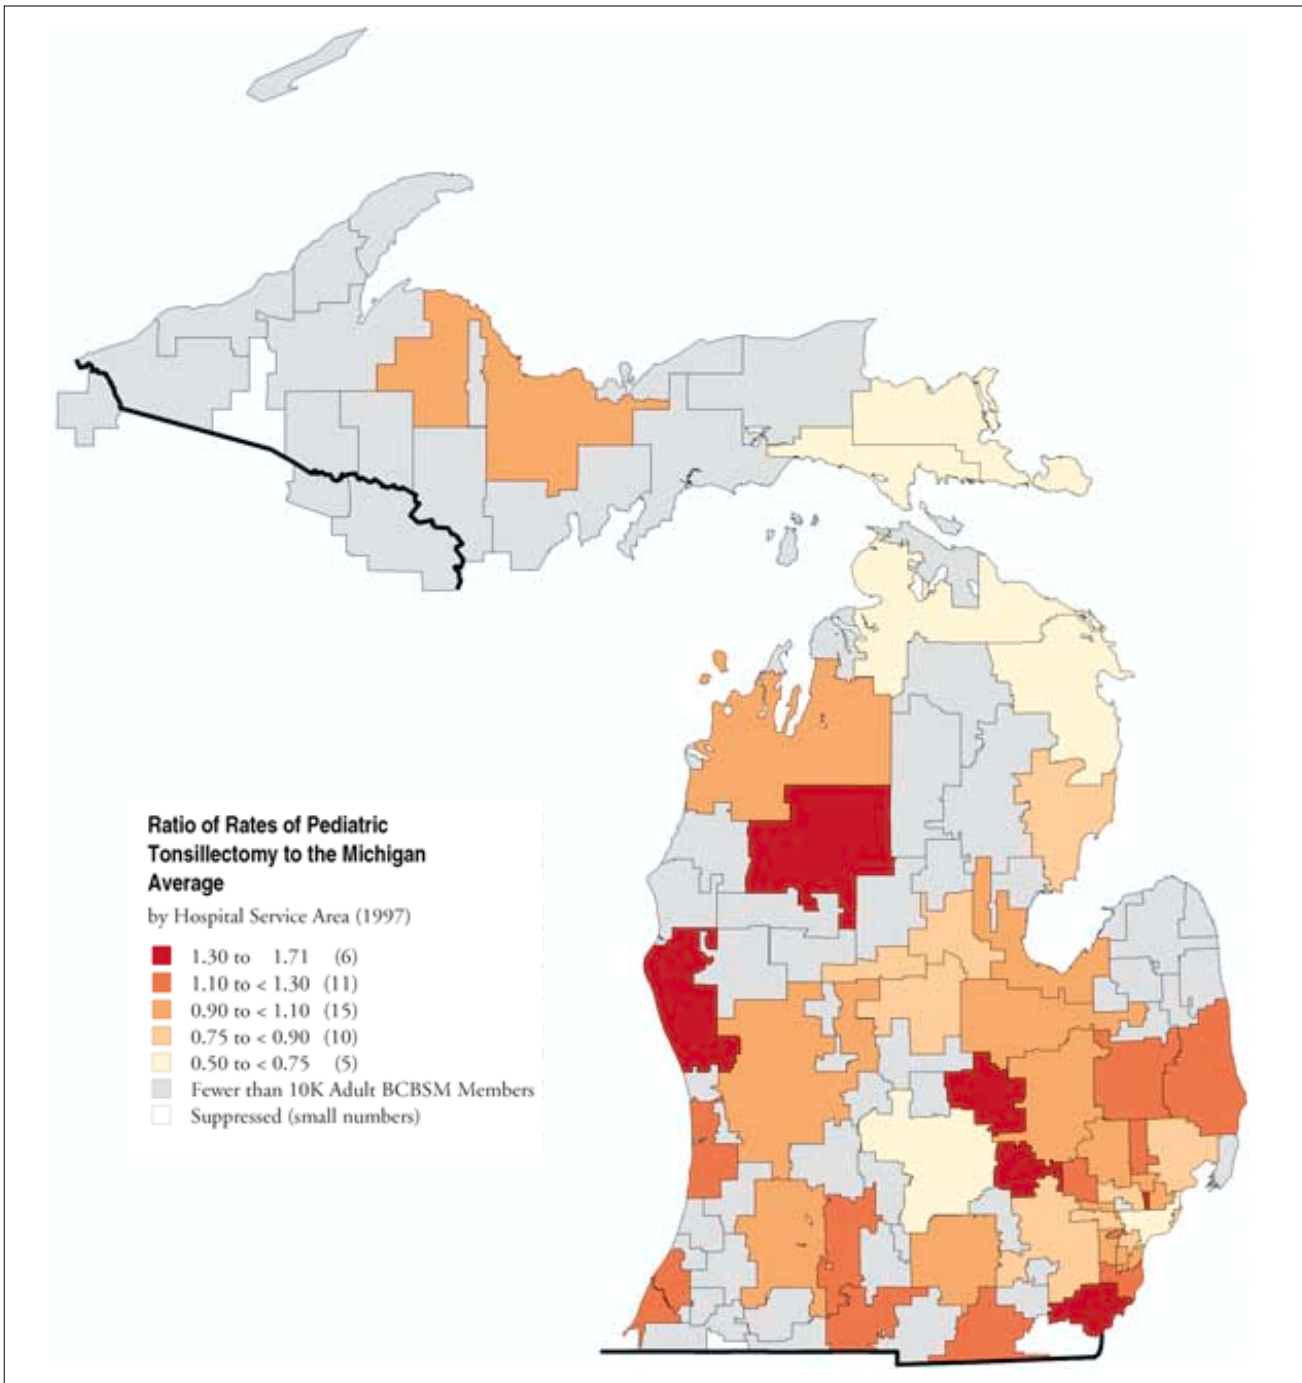 Ratio of Rates of Pediatric
Tonsillectomy to the Michigan
Average
by Hospital Service Area (1997)
1.30 to 1.71 (6)
1.10 to < 1.30 (11)
0.90 to < 1.10 (15)
0.75 to < 0.90 (10)
0.50 to < 0.75 (5)
Fewer than 10K Adult BCBSM Members
Suppressed (small numbers)